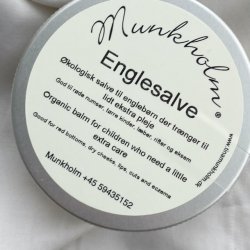 Munkholm®
Englesalve
Økologisk salve til englebørn der trænger til
lidt ekstra pleje
God til røde numser, tørre kinder, læber, rifter og eksem
Organic balm for children who need a little
extra care
Good for red bottoms, dry cheeks, lips, cuts and eczema
Munkholm +45 59435152